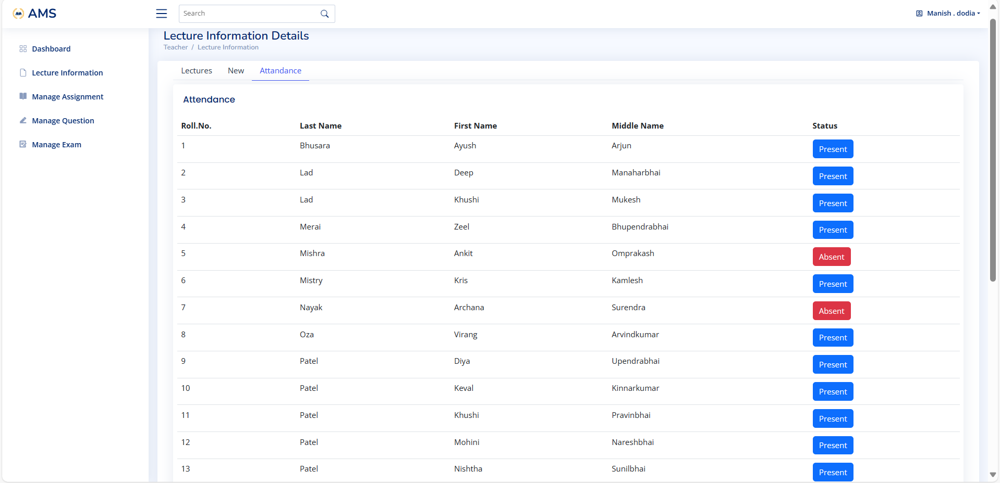 AMS
Search
Manish . dodia
Dashboard
Lecture Information
Manage Assignment
Manage Question
Manage Exam
Lecture Information Details
Teacher / Lecture Information
Lectures New Attandance
Attendance
Roll.No. Last Name First Name Middle Name Status
1 Bhusara Ayush Arjun Present
2 Lad Deep Manaharbhai Present
3 Lad Khushi Mukesh Present
4 Merai Zeel Bhupendrabhai Present
5 Mishra Ankit Omprakash Absent
6 Mistry Kris Kamlesh Present
7 Nayak Archana Surendra Absent
8 Oza Virang Arvindkumar Present
9 Patel Diya Upendrabhai Present
10 Patel Keval Kinnarkumar Present
11 Patel Khushi Pravinbhai Present
12 Patel Mohini Nareshbhai Present
13 Patel Nishtha Sunilbhai Present